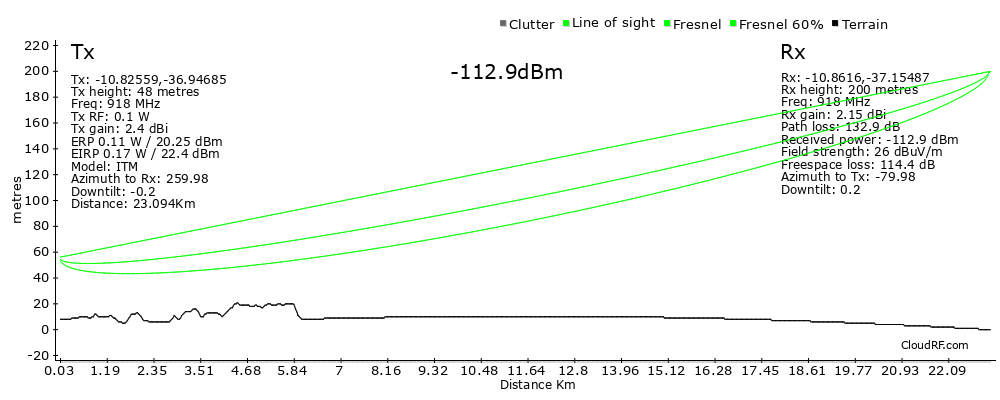 Clutter Line of sight Fresnel Fresnel 60% Terrain
Tx
Tx: -10.82559,-36.94685
Tx height: 48 metres
Freq: 918 MHz
Tx RF: 0.1 W
Tx gain: 2.4 dBi
ERP 0.11 W / 20.25 dBm
EIRP 0.17 W / 22.4 dBm
Model: ITM
Azimuth to Rx: 259.98
Downtilt: -0.2
Distance: 23.094Km
-112.9dBm
Rx
Rx: -10.8616,-37.15487
Rx height: 200 metres
Freq: 918 MHz
Rx gain: 2.15 dBi
Path loss: 132.9 dB
Received power: -112.9 dBm
Field strength: 26 dBuV/m
Freespace loss: 114.4 dB
Azimuth to Tx: -79.98
Downtilt: 0.2
metres
220
200
180
160
140
120
100
80
60
40
20
0
-20
CloudRF.com
0.03 1.19 2.35 3.51 4.68 5.84 7 8.16 9.32 10.48 11.64 12.8 13.96 15.12 16.28 17.45 18.61 19.77 20.93 22.09
Distance Km